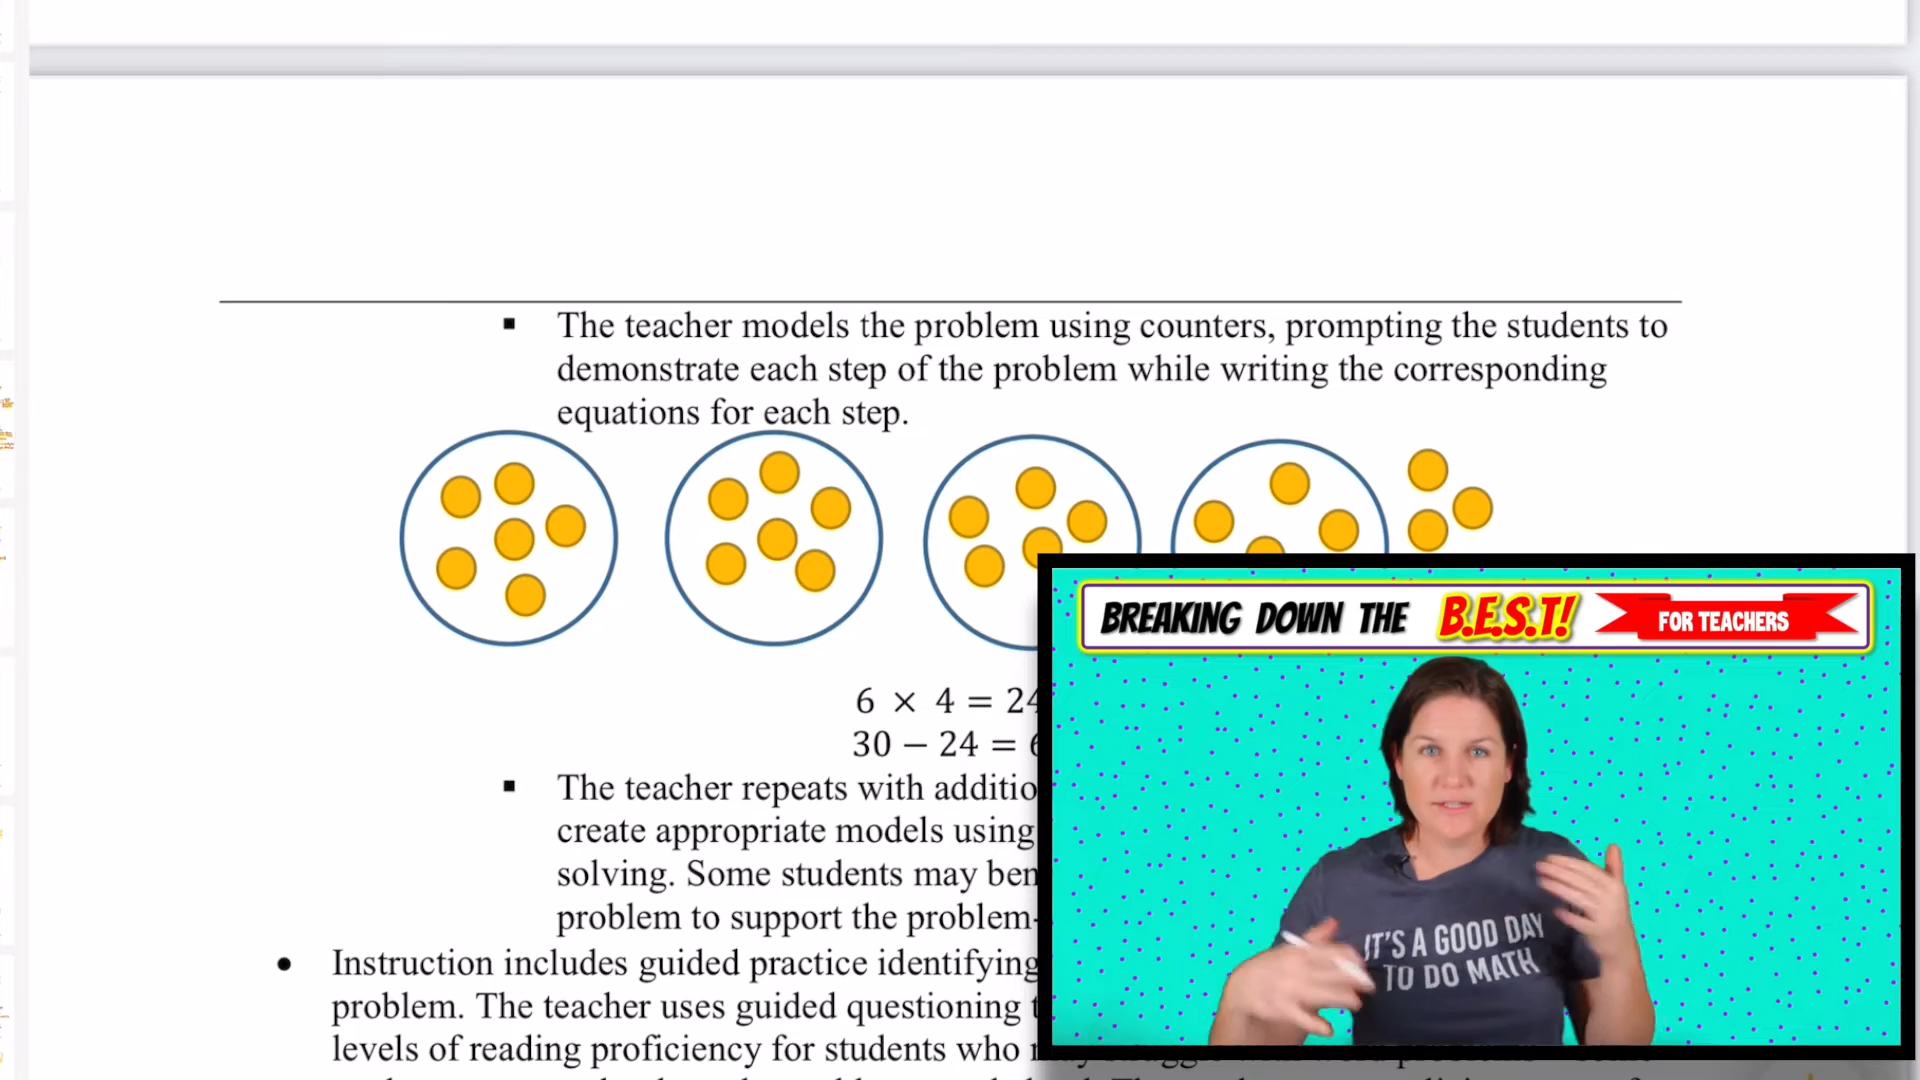 The teacher models the problem using counters, prompting the students to
demonstrate each step of the problem while writing the corresponding
equations for each step.
6 × 4 = 24
30 − 24 = 6
The teacher repeats with additio
create appropriate models using
solving. Some students may ben
problem to support the problem-
Instruction includes guided practice identifying
problem. The teacher uses guided questioning t
levels of reading proficiency for students who
BREAKING DOWN THE B.E.S.T! FOR TEACHERS
IT'S A GOOD DAY
TO DO MATH